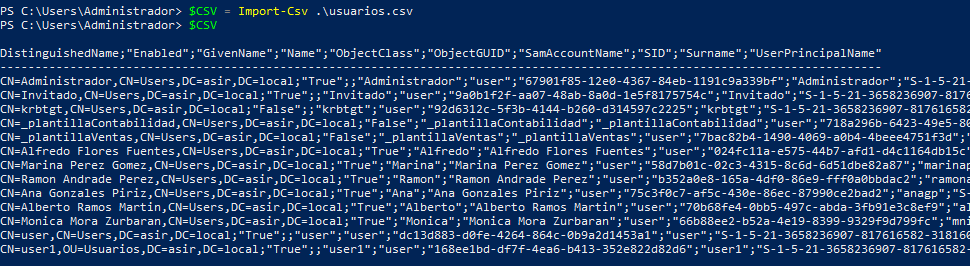 PS C:\Users\Administrador> $CSV = Import-Csv .\usuarios.csv
PS C:\Users\Administrador> $CSV
DistinguishedName;"Enabled";"GivenName";"Name";"ObjectClass";"ObjectGUID";"SamAccountName";"SID";"Surname";"UserPrincipalName"
-------------------------------------------------------------------------------------------------------------------------------
CN=Administrador,CN=Users,DC=asir,DC=local;"True";;"Administrador";"user";"67901f85-12e0-4367-84eb-1191c9a339bf";"Administrador";"S-1-5-21-
CN=Invitado,CN=Users,DC=asir,DC=local;"True";;"Invitado";"user";"9a0b1f2f-aa07-48ab-8a0d-1e5f8175754c";"Invitado";"S-1-5-21-3658236907-8176
CN=krbtgt,CN=Users,DC=asir,DC=local;"False";;"krbtgt";"user";"92d6312c-5f3b-4144-b260-d314597c2225";"krbtgt";"S-1-5-21-3658236907-817616582
CN=_plantillaContabilidad,CN=Users,DC=asir,DC=local;"False";"_plantillaContabilidad";"_plantillaContabilidad";"user";"718a296b-6423-49e5-80
CN=_plantillaVentas,CN=Users,DC=asir,DC=local;"False";"_plantillaVentas";"_plantillaVentas";"user";"7bac82b4-1490-4069-a0b4-4beee4751f3d";"
CN=Alfredo Flores Fuentes,CN=Users,DC=asir,DC=local;"True";"Alfredo";"Alfredo Flores Fuentes";"user";"024fc11a-e575-44b7-afd1-d4c1164db15c"
CN=Marina Perez Gomez,CN=Users,DC=asir,DC=local;"True";"Marina";"Marina Perez Gomez";"user";"58d7b01c-02c3-4315-8c6d-6d51dbe82a87";"marinap
CN=Ramon Andrade Perez,CN=Users,DC=asir,DC=local;"True";"Ramon";"Ramon Andrade Perez";"user";"b352a0e8-165a-4df0-86e9-fff0a0bbdac2";"ramona
CN=Ana Gonzales Piriz,CN=Users,DC=asir,DC=local;"True";"Ana";"Ana Gonzales Piriz";"user";"75c3f0c7-af5c-430e-86ec-87990ce2bad2";"anagp";"S-
CN=Alberto Ramos Martin,CN=Users,DC=asir,DC=local;"True";"Alberto";"Alberto Ramos Martin";"user";"70b68fe4-0bb5-497c-abda-3fb91e3c8ef9";"al
CN=Monica Mora Zurbaran,CN=Users,DC=asir,DC=local;"True";"Monica";"Monica Mora Zurbaran";"user";"66b88ee2-b52a-4e19-8399-9329f9d799fc";"mni
CN=user,CN=Users,DC=asir,DC=local;"True";;"user";"user";"dc13d883-d0fe-4264-864c-0b9a2d1453a1";"user";"S-1-5-21-3658236907-817616582-318160
CN=user1,OU=Usuarios,DC=asir,DC=local;"True";;"user1";"user";"168ee1bd-df7f-4ea6-b413-352e822d82d6";"user1";"S-1-5-21-3658236907-817616582-